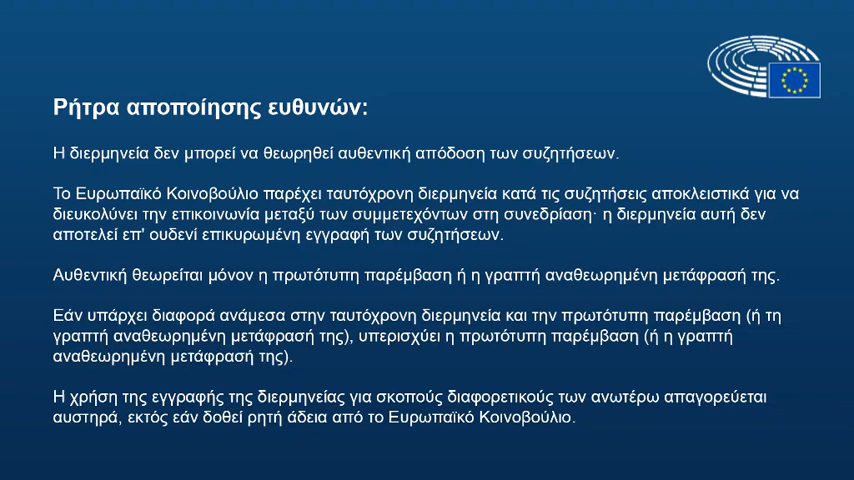 Ρήτρα αποποίησης ευθυνών:
Η διερμηνεία δεν μπορεί να θεωρηθεί αυθεντική απόδοση των συζητήσεων.
Το Ευρωπαϊκό Κοινοβούλιο παρέχει ταυτόχρονη διερμηνεία κατά τις συζητήσεις αποκλειστικά για να
διευκολύνει την επικοινωνία μεταξύ των συμμετεχόντων στη συνεδρίαση· η διερμηνεία αυτή δεν
αποτελεί επ' ουδενί επικυρωμένη εγγραφή των συζητήσεων.
Αυθεντική θεωρείται μόνον η πρωτότυπη παρέμβαση ή η γραπτή αναθεωρημένη μετάφρασή της.
Εάν υπάρχει διαφορά ανάμεσα στην ταυτόχρονη διερμηνεία και την πρωτότυπη παρέμβαση (ή τη
γραπτή αναθεωρημένη μετάφρασή της), υπερισχύει η πρωτότυπη παρέμβαση (ή η γραπτή
αναθεωρημένη μετάφρασή της).
Η χρήση της εγγραφής της διερμηνείας για σκοπούς διαφορετικούς των ανωτέρω απαγορεύεται
αυστηρά, εκτός εάν δοθεί ρητή άδεια από το Ευρωπαϊκό Κοινοβούλιο.